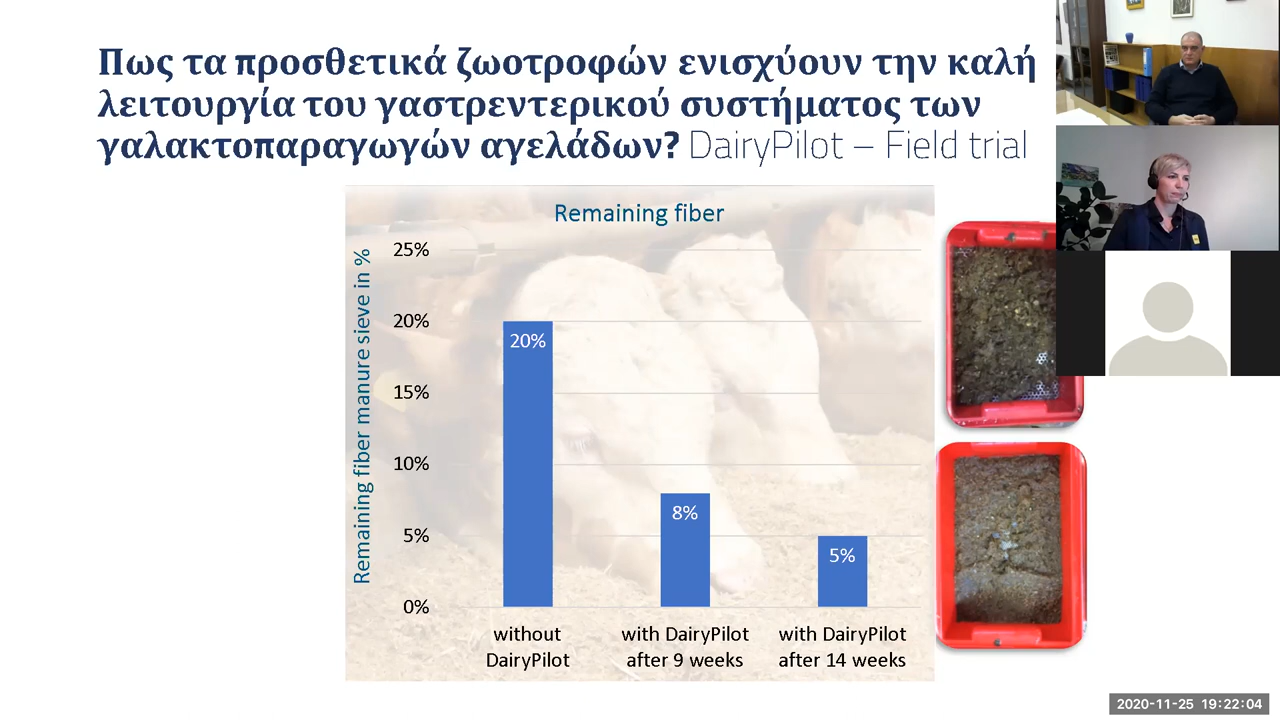 Πως τα προσθετικά ζωοτροφών ενισχύουν την καλή
λειτουργία του γαστρεντερικού συστήματος των
γαλακτοπαραγωγών αγελάδων? DairyPilot – Field trial
Remaining fiber
Remaining fiber manure sieve in %
25%
20%
15%
10%
5%
0%
20%
8%
5%
without
DairyPilot
with DairyPilot
after 9 weeks
with DairyPilot
after 14 weeks
2020-11-25 19:22:04